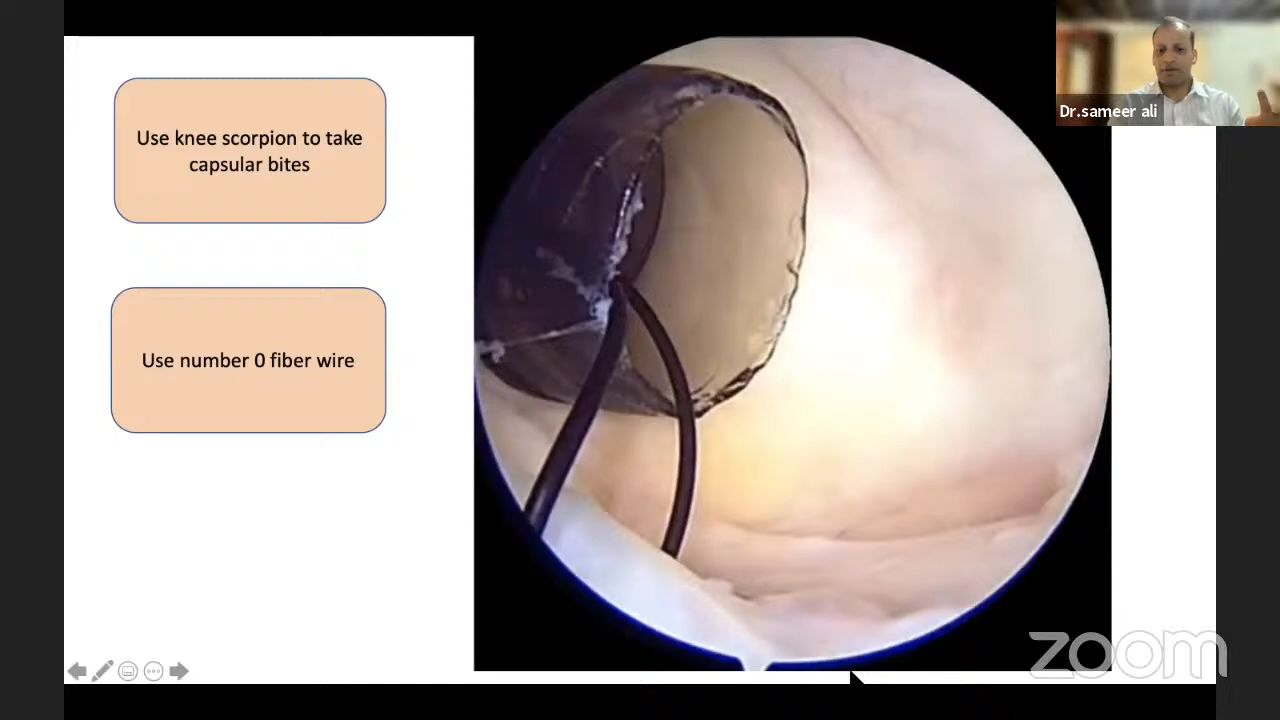 Use knee scorpion to take
capsular bites
Use number 0 fiber wire
Dr.sameer ali
zoom